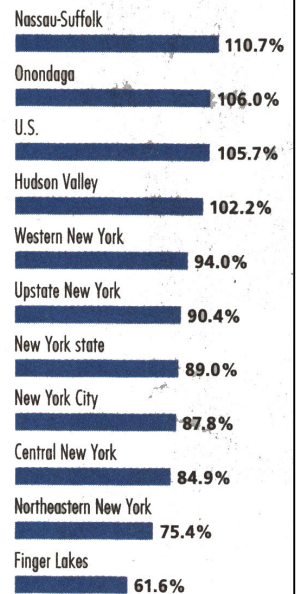 Nassau-Suffolk
110.7%
Onondaga
106.0%
U.S.
105.7%
Hudson Valley
102.2%
Western New York
94.0%
Upstate New York
90.4%
New York state
89.0%
New York City
87.8%
Central New York
84.9%
Northeastern New York
75.4%
Finger Lakes
61.6%